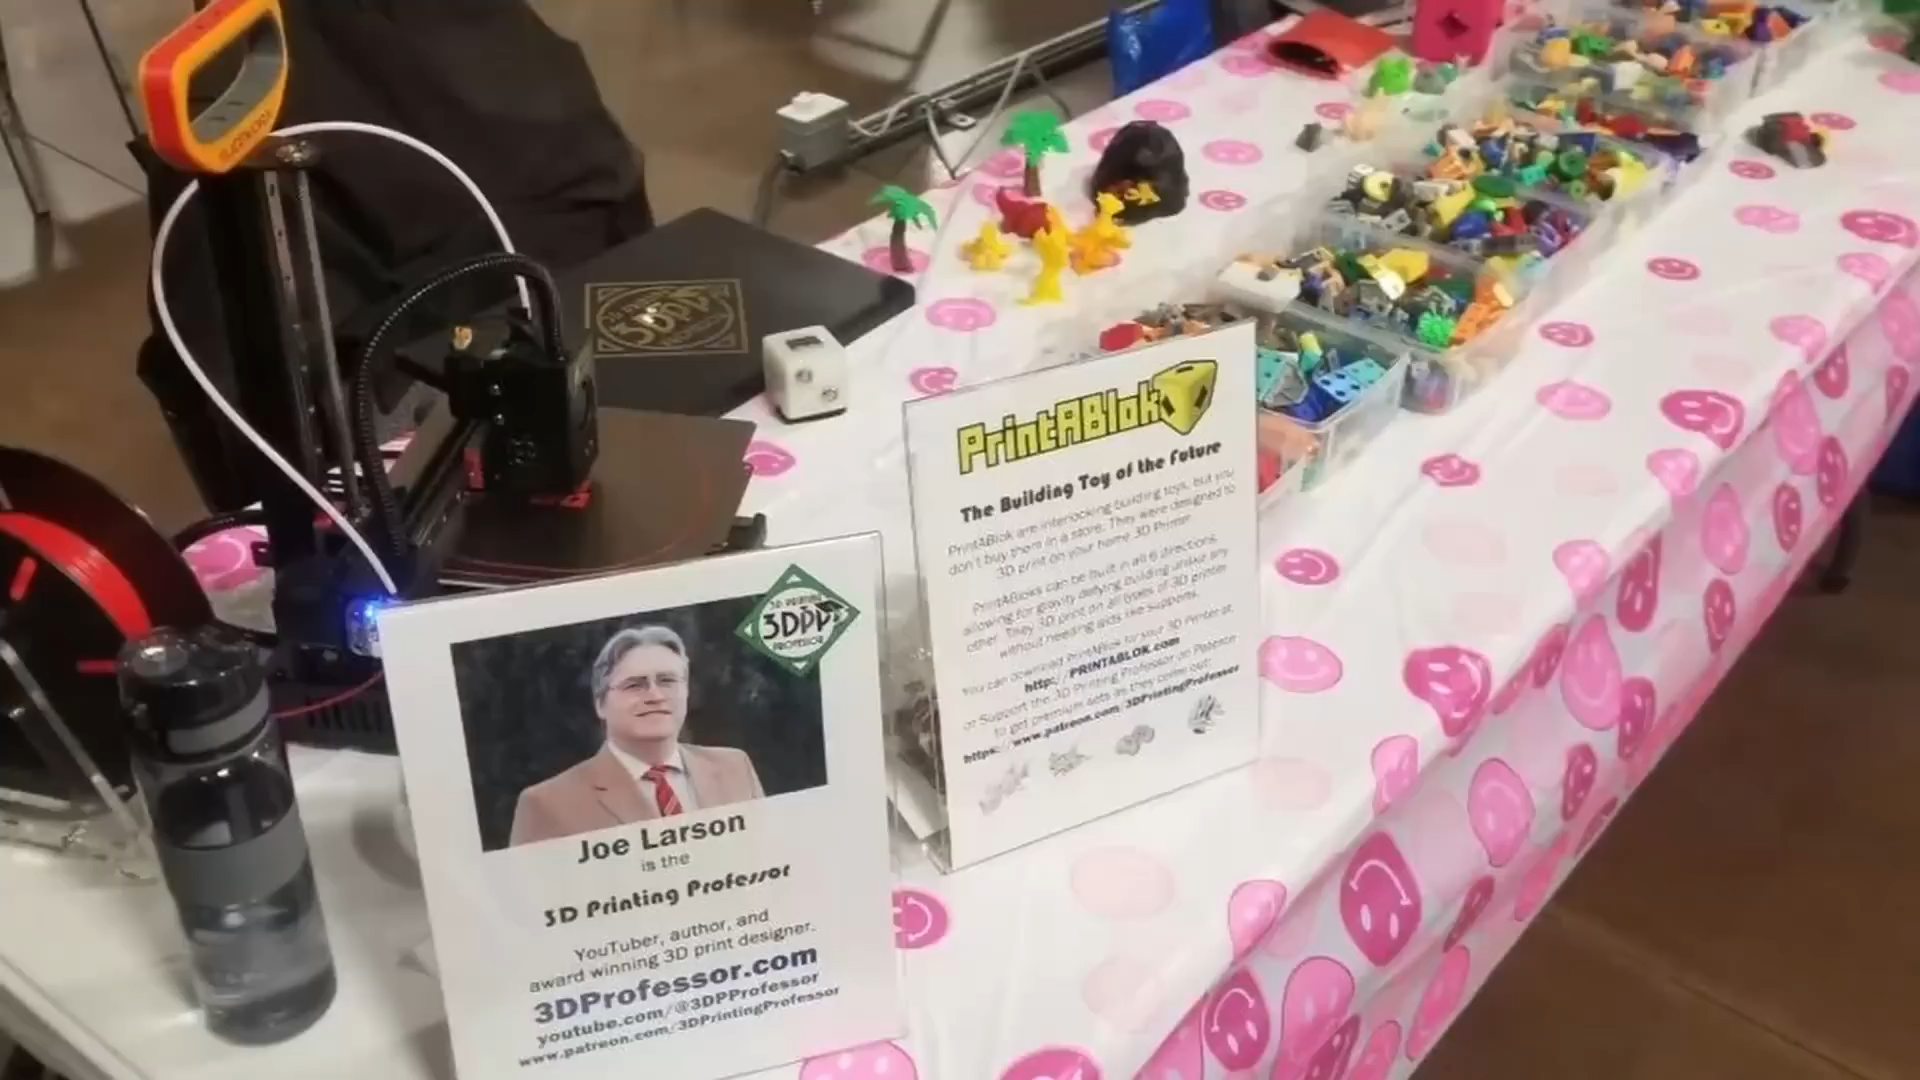 3D PRINTING
3DPP
PROFESSOR
Joe Larson
is the
3D Printing Professor
YouTuber, author, and
award winning 3D print designer.
3DProfessor.com
youtube.com/@3DPProfessor
www.patreon.com/3DPrintingProfessor
PrintABlok
The Building Toy of the Future
PrintABlok are interlocking building toys, but you
don't buy them in a store. They were designed to
3D print on your home 3D Printer.
PrintABloks can be built in all 6 directions,
allowing for gravity defying building unlike any
other. They 3D print on all types of 3D printer
without needing aids like supports.
You can download PrintABlok for your 3D Printer at
http://PRINTABLOK.com
or Support the 3D Printing Professor on Patreon
to get premium sets as they come out:
https://www.patreon.com/3DPrintingProfessor
3DPP